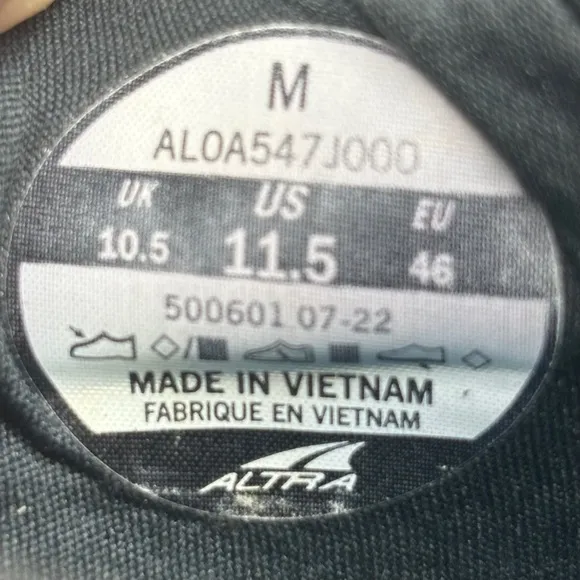 M
AL0A547J000
UK US EU
10.5 11.5 46
500601 07-22
MADE IN VIETNAM
FABRIQUE EN VIETNAM
ALTRA